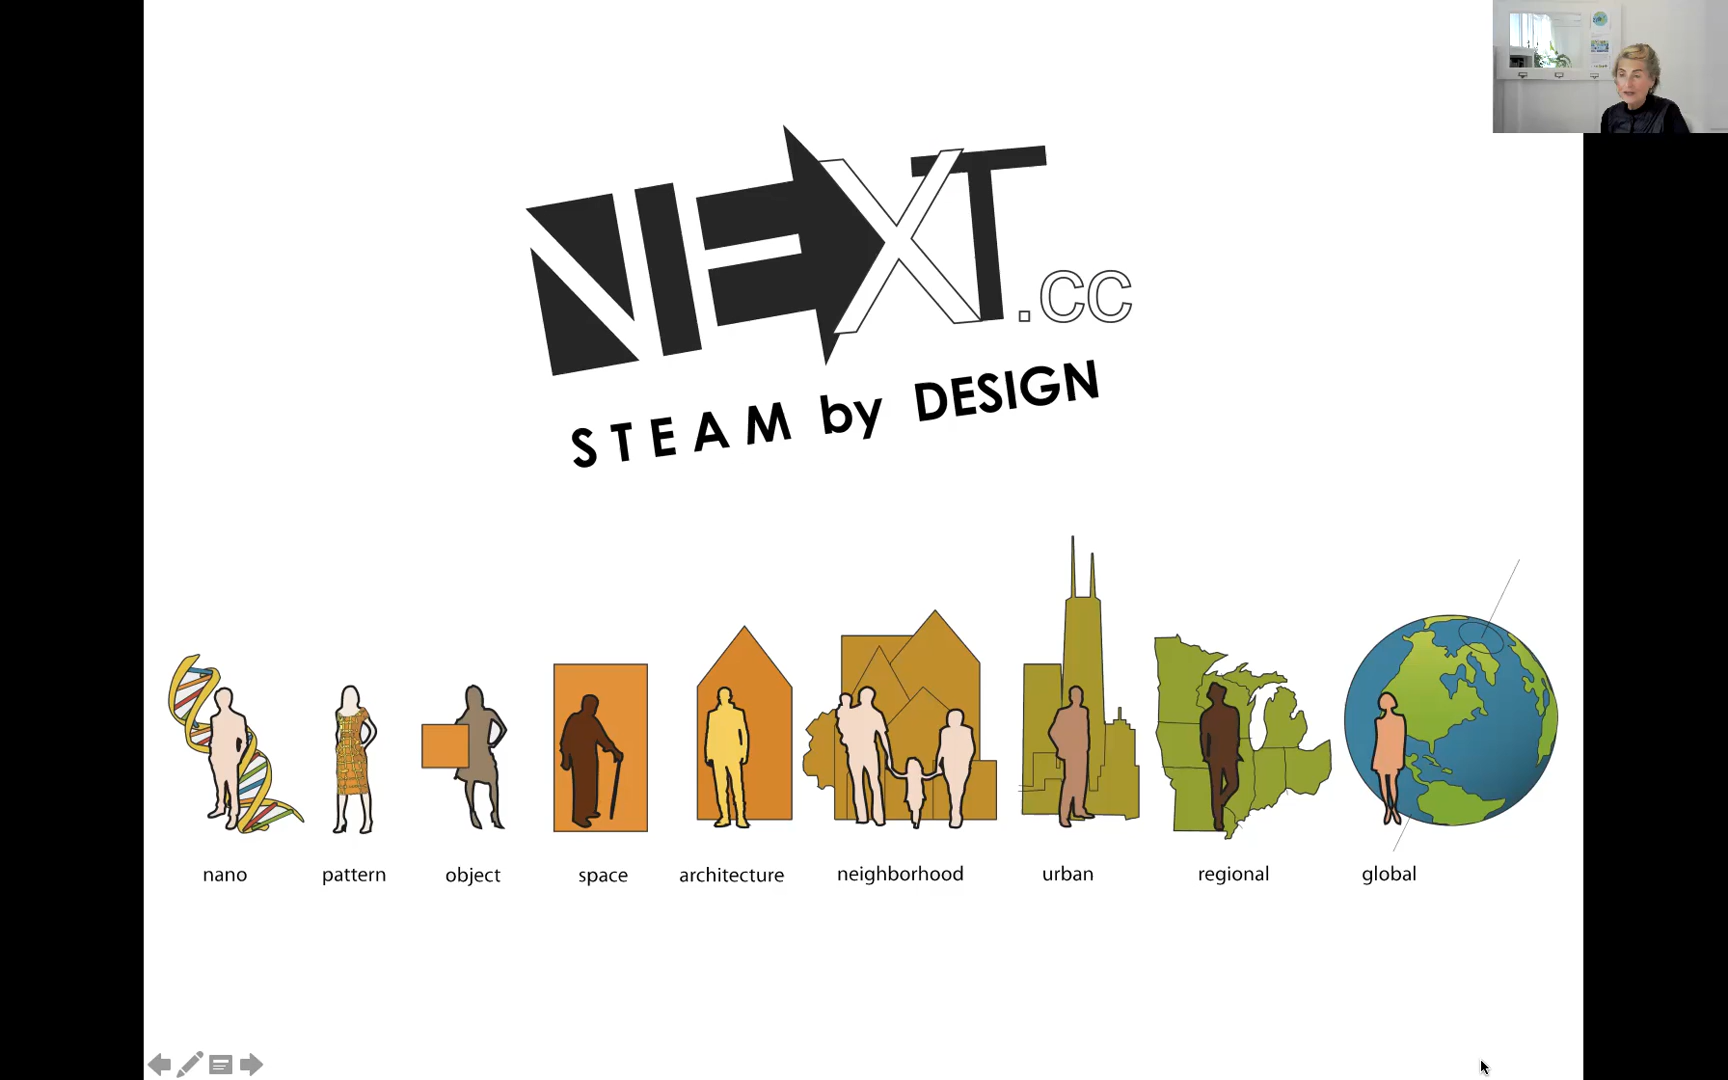 NEXT.cc
STEAM by DESIGN
nano pattern object space architecture neighborhood urban regional global